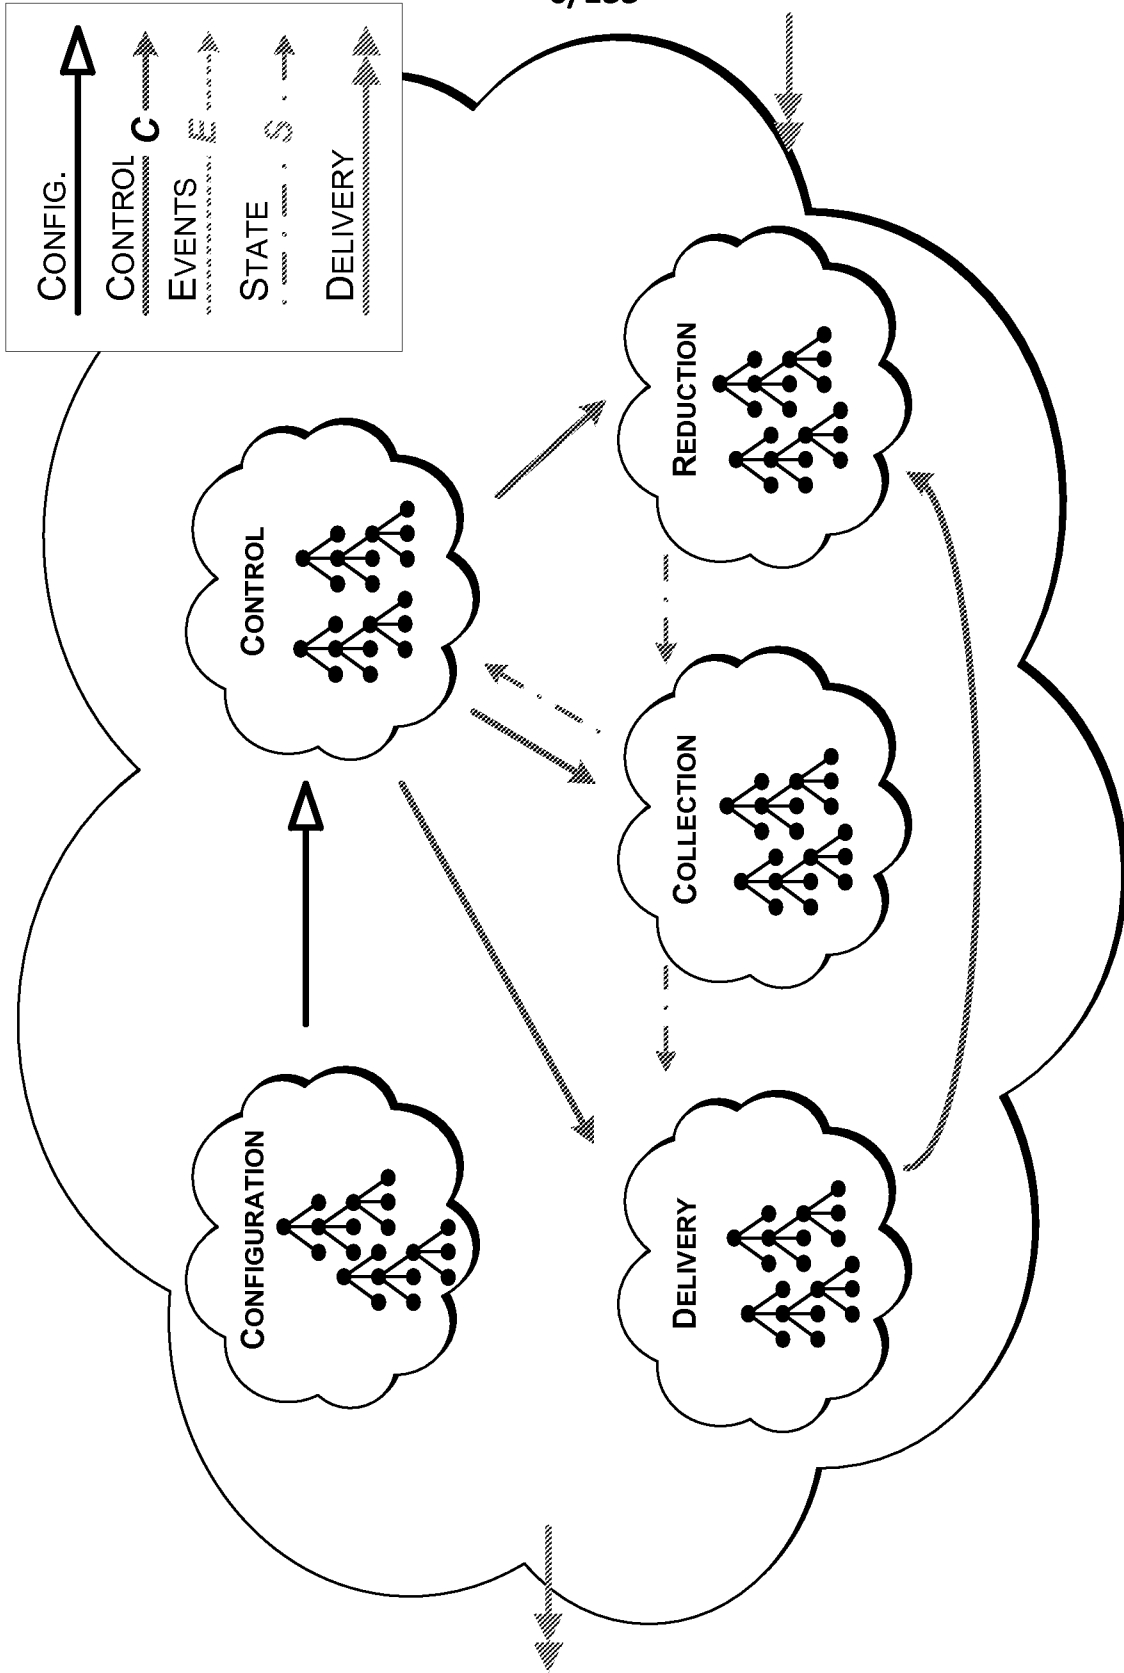 CONFIG.
CONTROL C
EVENTS E
STATE S
DELIVERY
CONFIGURATION
CONTROL
DELIVERY
COLLECTION
REDUCTION